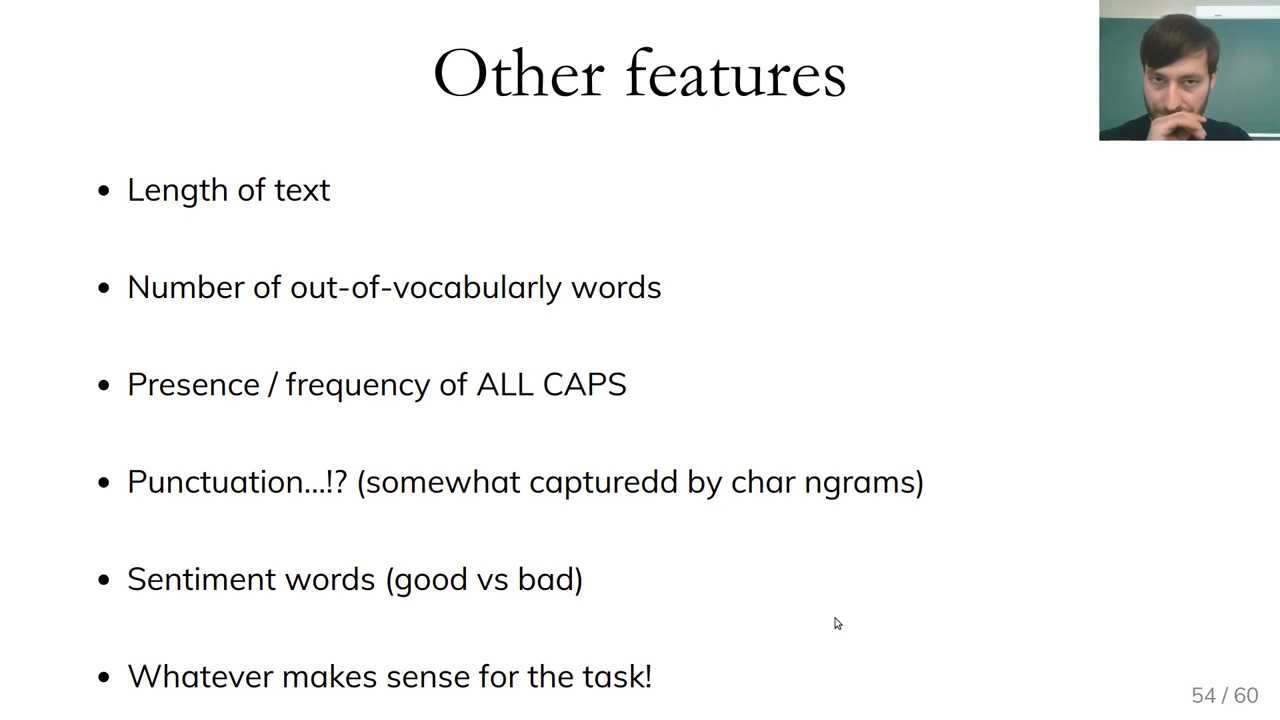 Other features
• Length of text
• Number of out-of-vocabularly words
• Presence / frequency of ALL CAPS
• Punctuation...!? (somewhat capturedd by char ngrams)
• Sentiment words (good vs bad)
• Whatever makes sense for the task!
54 / 60